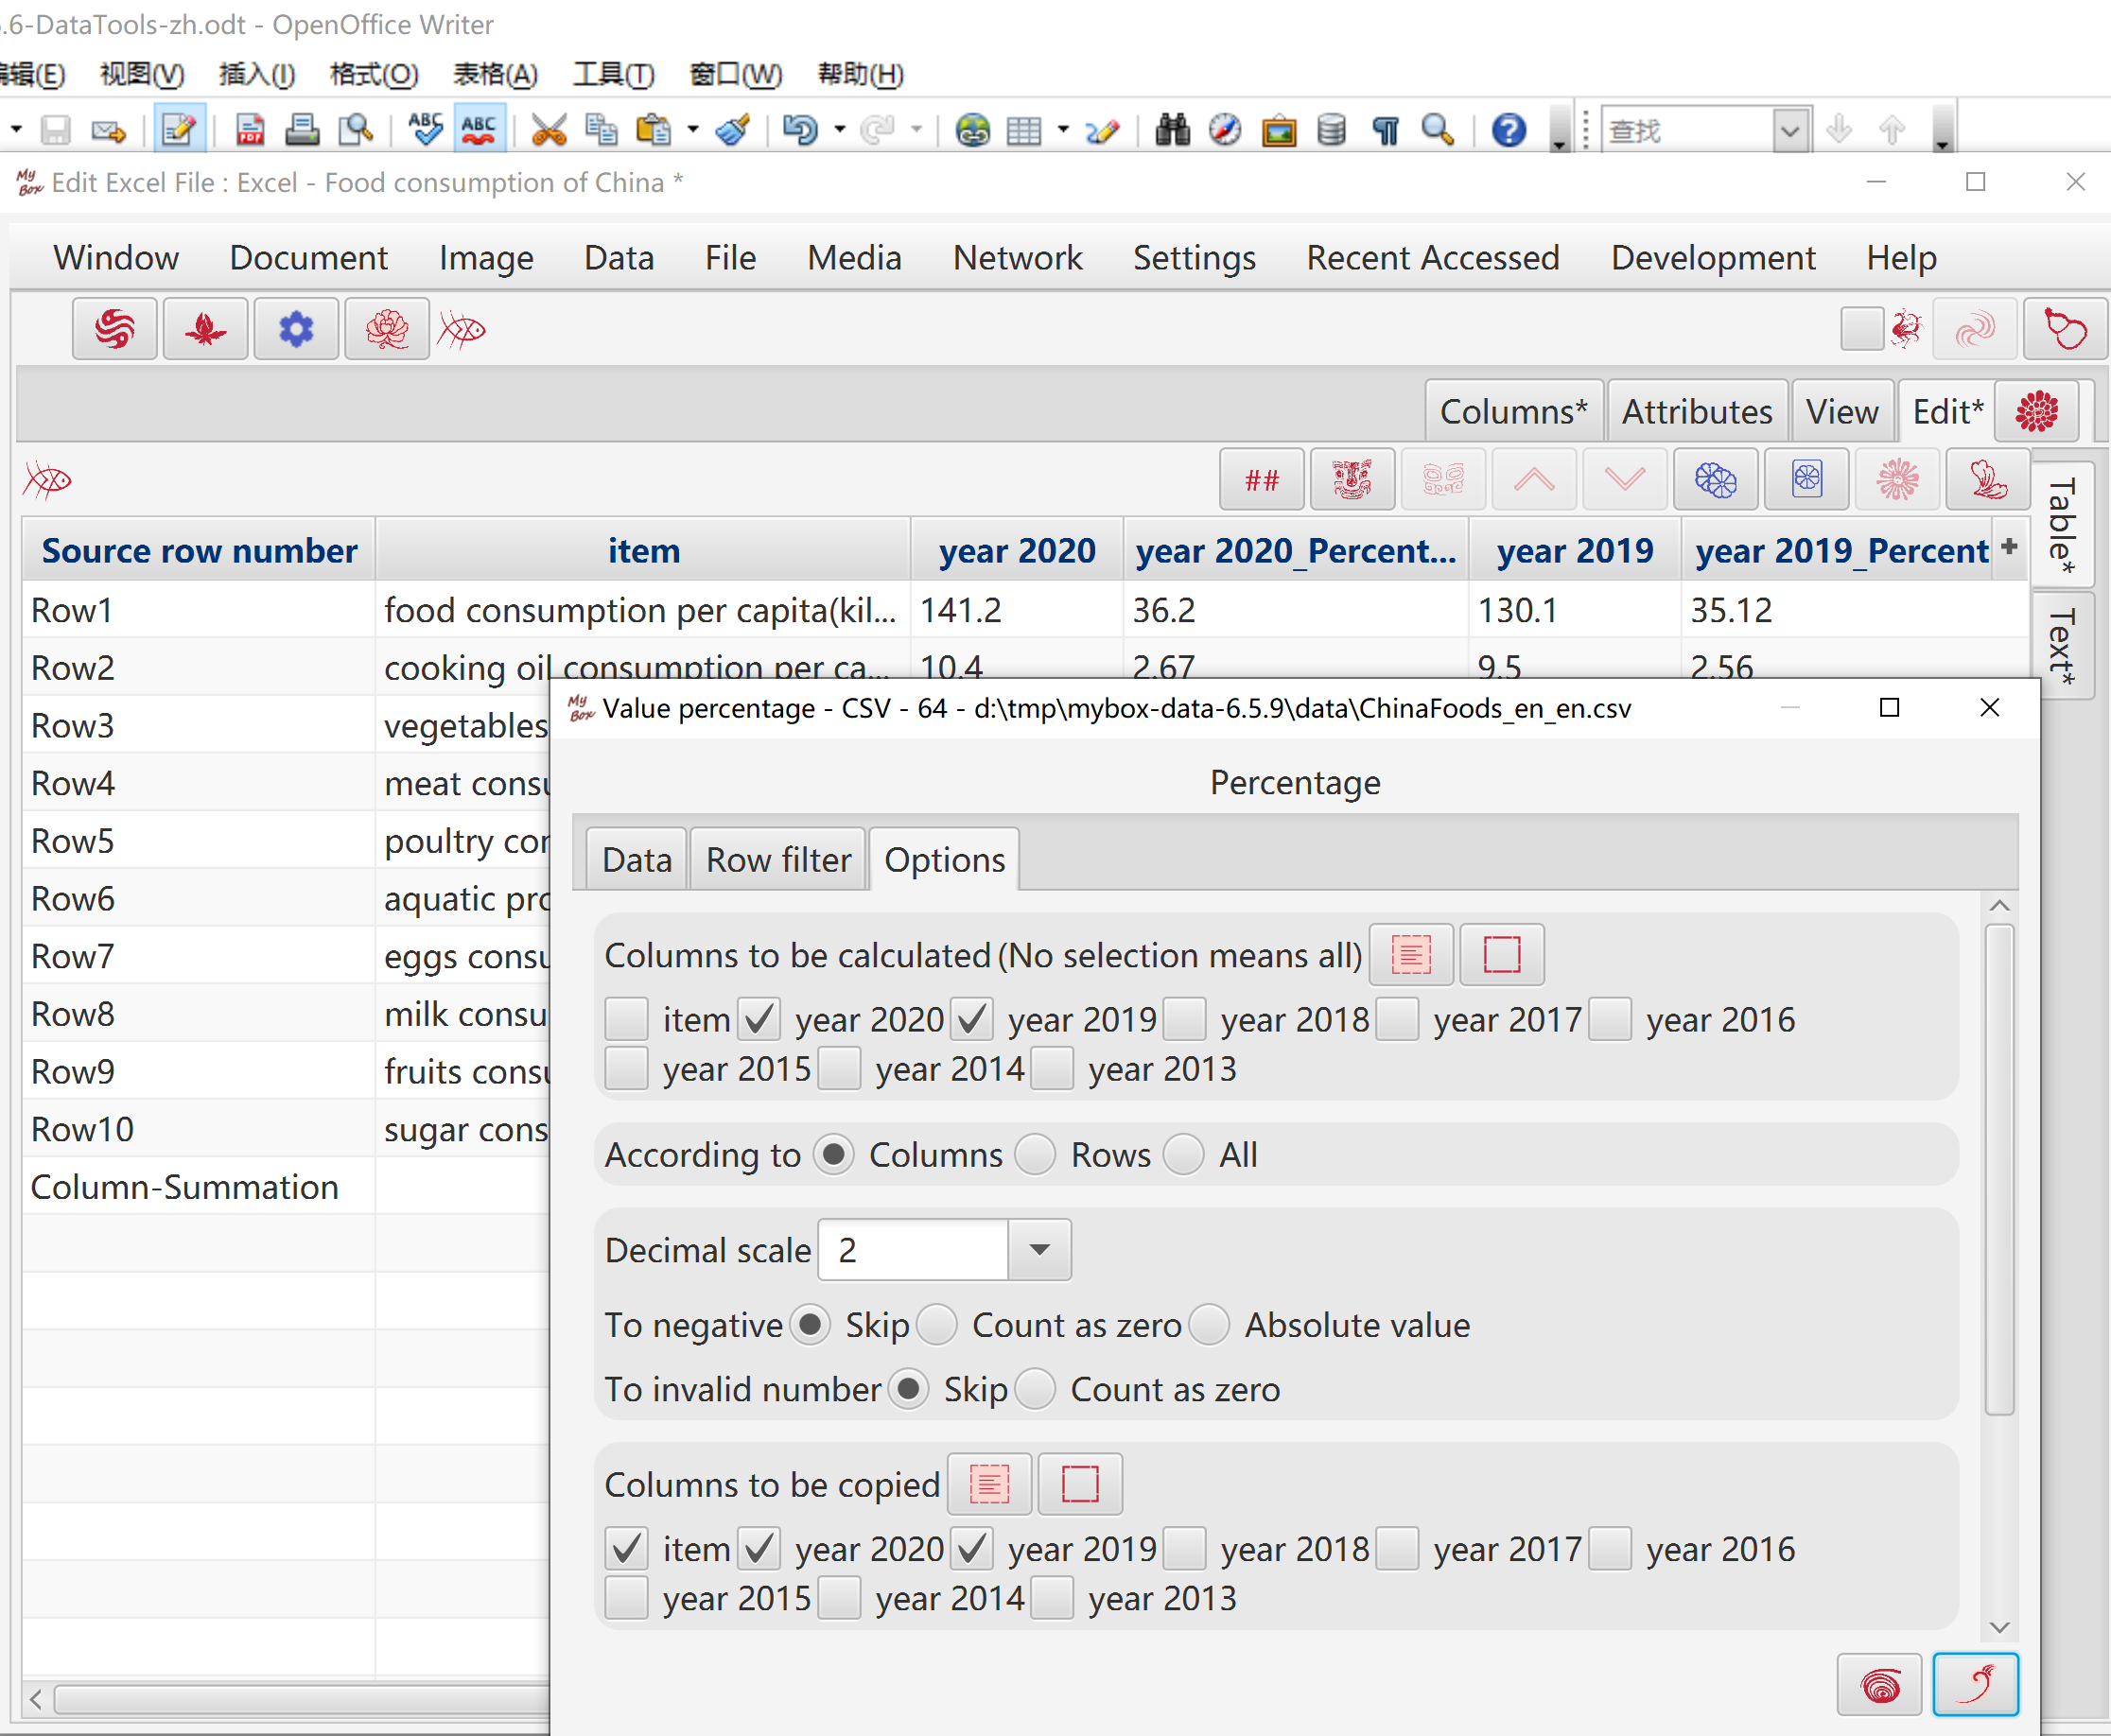 .6-DataTools-zh.odt - OpenOffice Writer
编辑(E) 视图(V) 插入(I) 格式(O) 表格(A) 工具(T) 窗口(W) 帮助(H)
PDF ABC ABC 查找
My Box Edit Excel File : Excel - Food consumption of China *
Window Document Image Data File Media Network Settings Recent Accessed Development Help
Columns* Attributes View Edit*
##
Table*
Text*
Source row number item year 2020 year 2020_Percent... year 2019 year 2019_Percent +
Row1 food consumption per capita(kil... 141.2 36.2 130.1 35.12
Row2 cooking oil consumption per ca... 10.4 2.67 9.5 2.56
Row3 vegetables
Row4 meat consu
Row5 poultry con
Row6 aquatic pro
Row7 eggs consu
Row8 milk consu
Row9 fruits consu
Row10 sugar cons
Column-Summation
My Box Value percentage - CSV - 64 - d:\tmp\mybox-data-6.5.9\data\ChinaFoods_en_en.csv
Percentage
Data Row filter Options
Columns to be calculated (No selection means all)
item year 2020 year 2019 year 2018 year 2017 year 2016
year 2015 year 2014 year 2013
According to Columns Rows All
Decimal scale 2
To negative Skip Count as zero Absolute value
To invalid number Skip Count as zero
Columns to be copied
item year 2020 year 2019 year 2018 year 2017 year 2016
year 2015 year 2014 year 2013